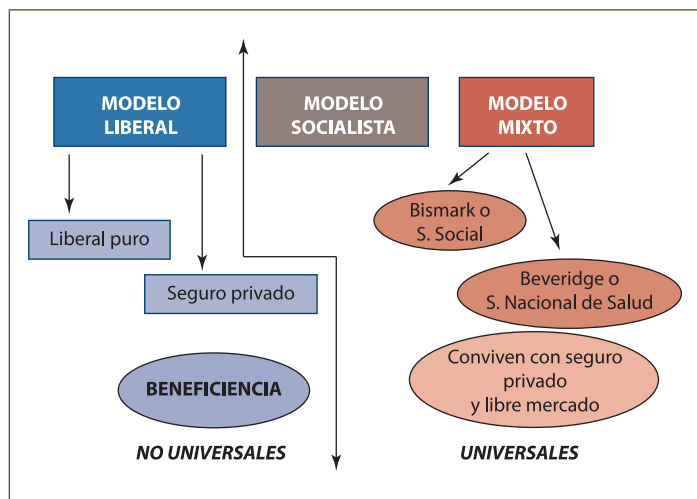 MODELO
LIBERAL
MODELO
SOCIALISTA
MODELO
MIXTO
Liberal puro
Seguro privado
BENEFICIENCIA
NO UNIVERSALES
Bismark o
S. Social
Beveridge o
S. Nacional de Salud
Conviven con seguro
privado
y libre mercado
UNIVERSALES